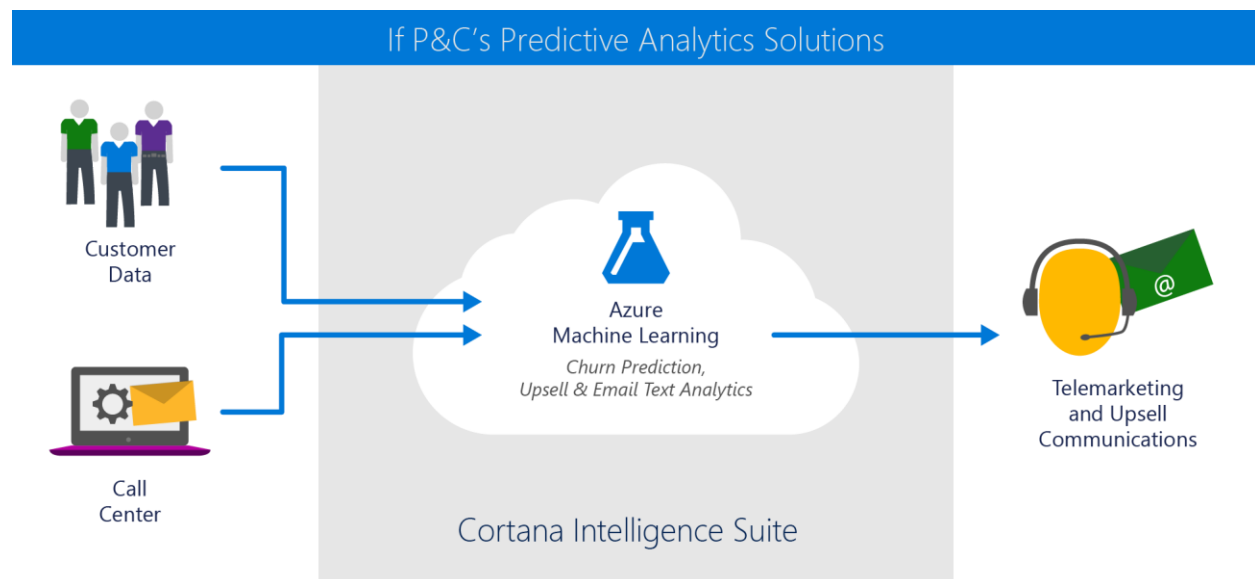 If P&C's Predictive Analytics Solutions
Customer
Data
Call
Center
Azure
Machine Learning
Churn Prediction,
Upsell & Email Text Analytics
Cortana Intelligence Suite
@
Telemarketing
and Upsell
Communications